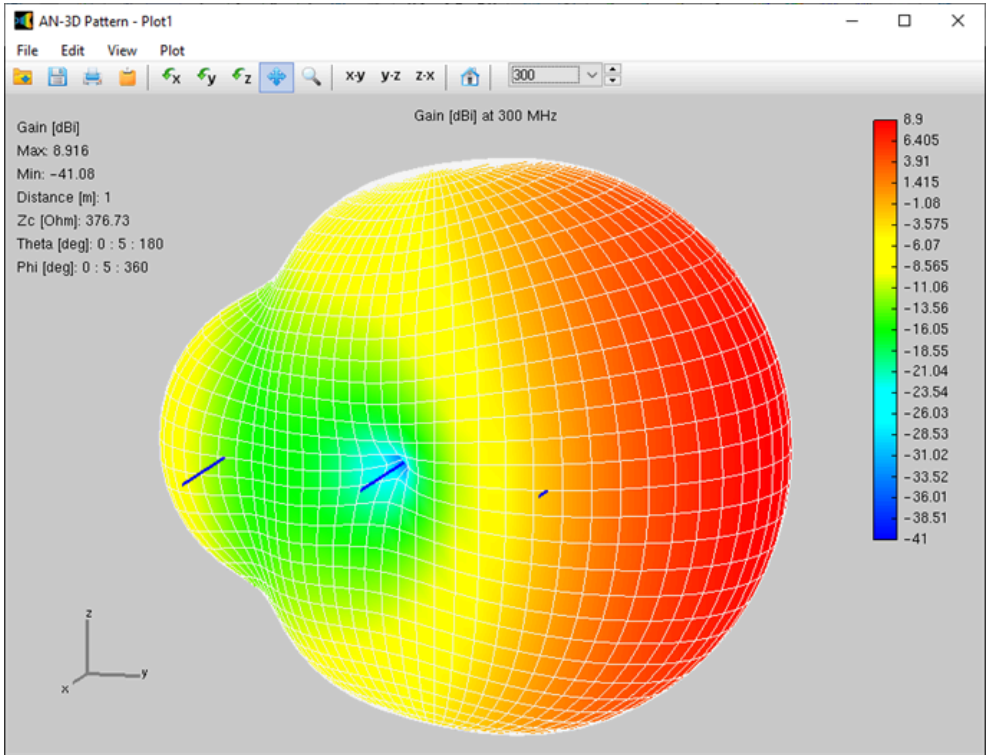 AN-3D Pattern - Plot1
File Edit View Plot
x y z x-y y-z z-x 300
Gain [dBi] at 300 MHz
Gain [dBi]
Max: 8.916
Min: -41.08
Distance [m]: 1
Zc [Ohm]: 376.73
Theta [deg]: 0 : 5 : 180
Phi [deg]: 0 : 5 : 360
8.9
6.405
3.91
1.415
-1.08
-3.575
-6.07
-8.565
-11.06
-13.56
-16.05
-18.55
-21.04
-23.54
-26.03
-28.53
-31.02
-33.52
-36.01
-38.51
-41
z
y
x